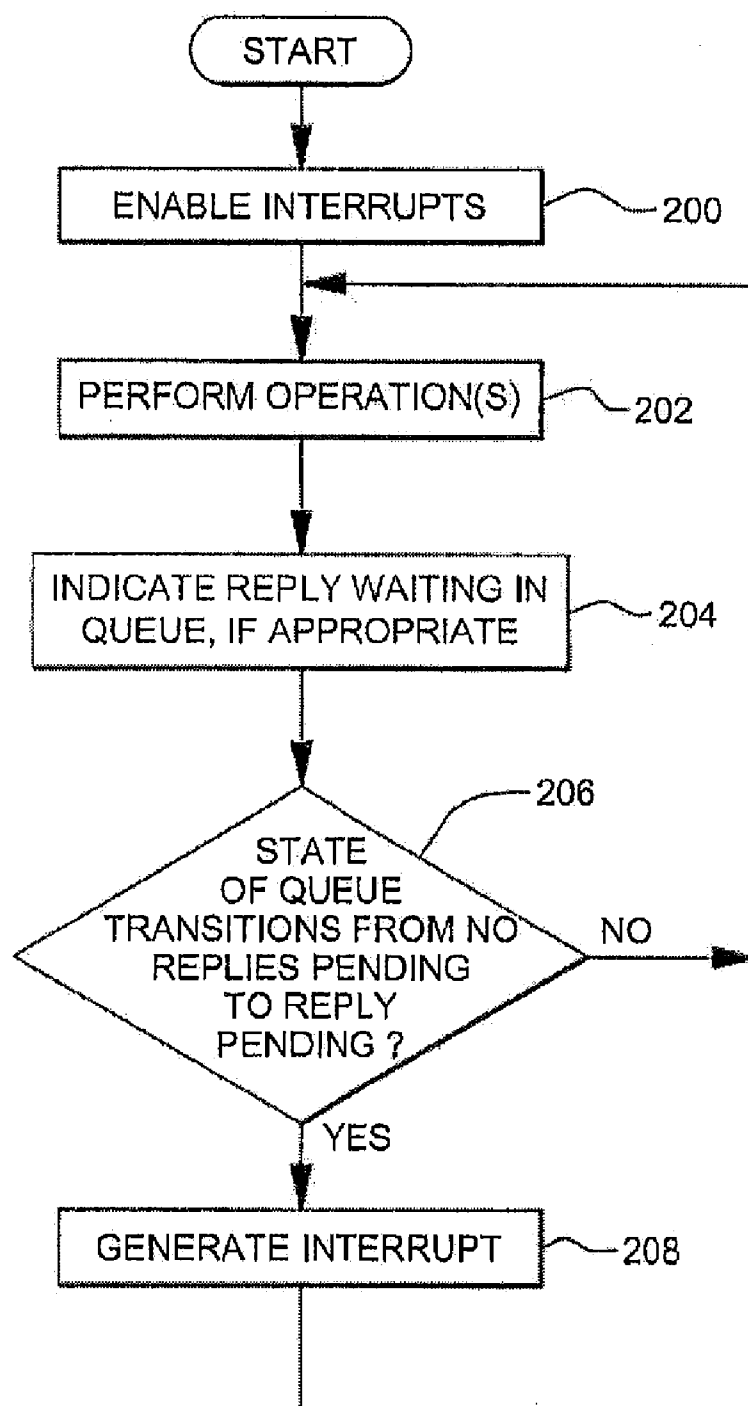 START
ENABLE INTERRUPTS
200
PERFORM OPERATION(S)
202
INDICATE REPLY WAITING IN
QUEUE, IF APPROPRIATE
204
206
STATE
OF QUEUE
TRANSITIONS FROM NO
REPLIES PENDING
TO REPLY
PENDING ?
NO
YES
GENERATE INTERRUPT
208